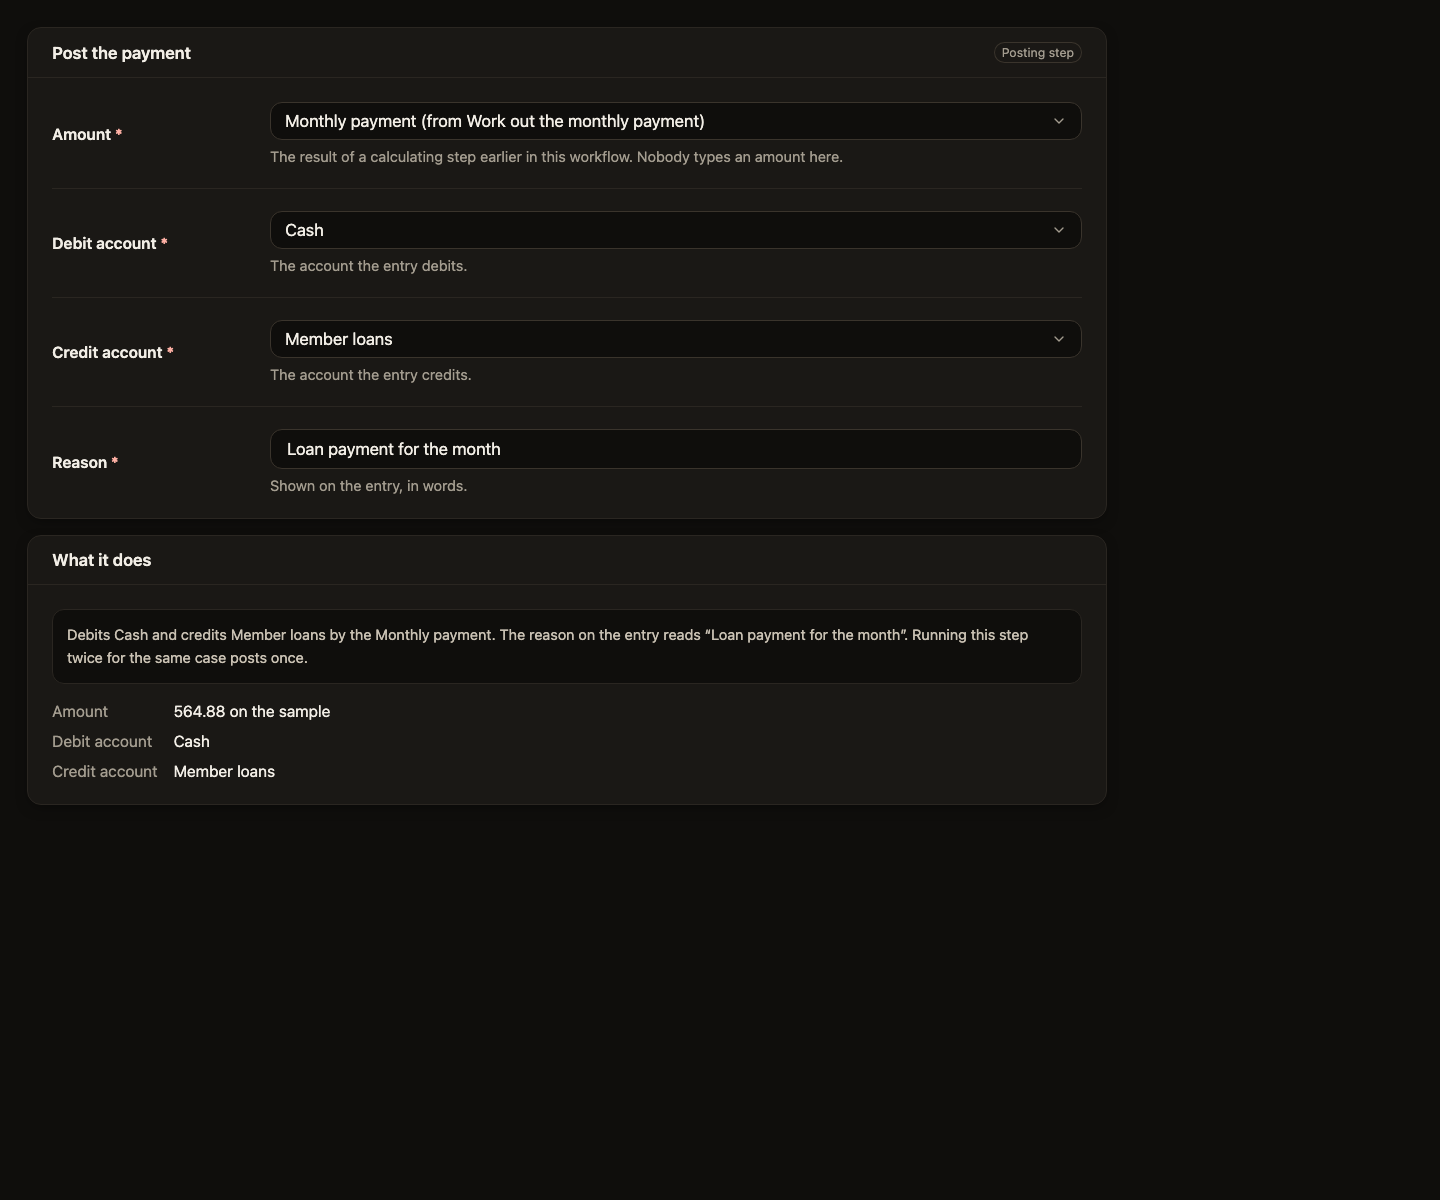 Post the payment
Posting step
Amount *
Monthly payment (from Work out the monthly payment)
The result of a calculating step earlier in this workflow. Nobody types an amount here.
Debit account *
Cash
The account the entry debits.
Credit account *
Member loans
The account the entry credits.
Reason *
Loan payment for the month
Shown on the entry, in words.
What it does
Debits Cash and credits Member loans by the Monthly payment. The reason on the entry reads “Loan payment for the month”. Running this step
twice for the same case posts once.
Amount 564.88 on the sample
Debit account Cash
Credit account Member loans